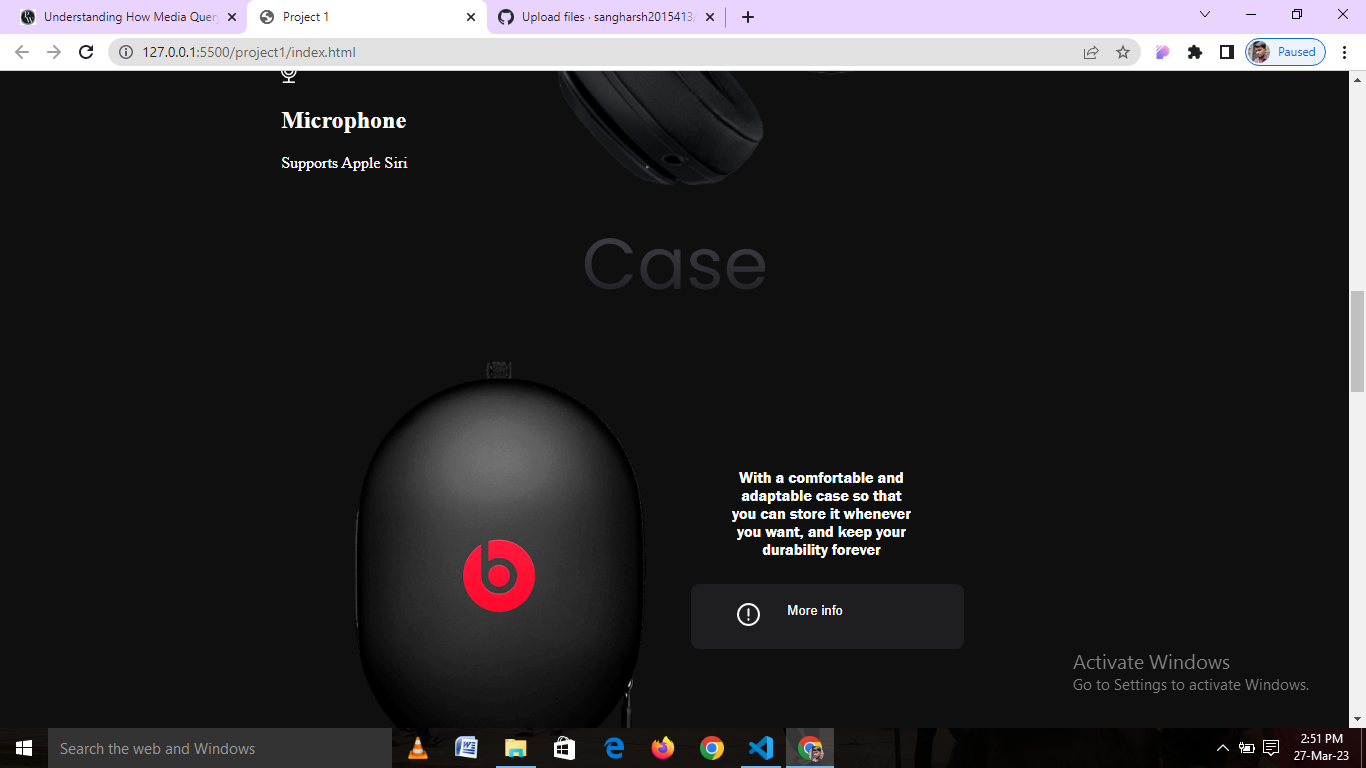 Understanding How Media Quer
Project 1
Upload files · sangharsh2015413/
127.0.0.1:5500/project1/index.html
Paused
Microphone
Supports Apple Siri
Case
With a comfortable and
adaptable case so that
you can store it whenever
you want, and keep your
durability forever
More info
Activate Windows
Go to Settings to activate Windows.
Search the web and Windows
2:51 PM
27-Mar-23